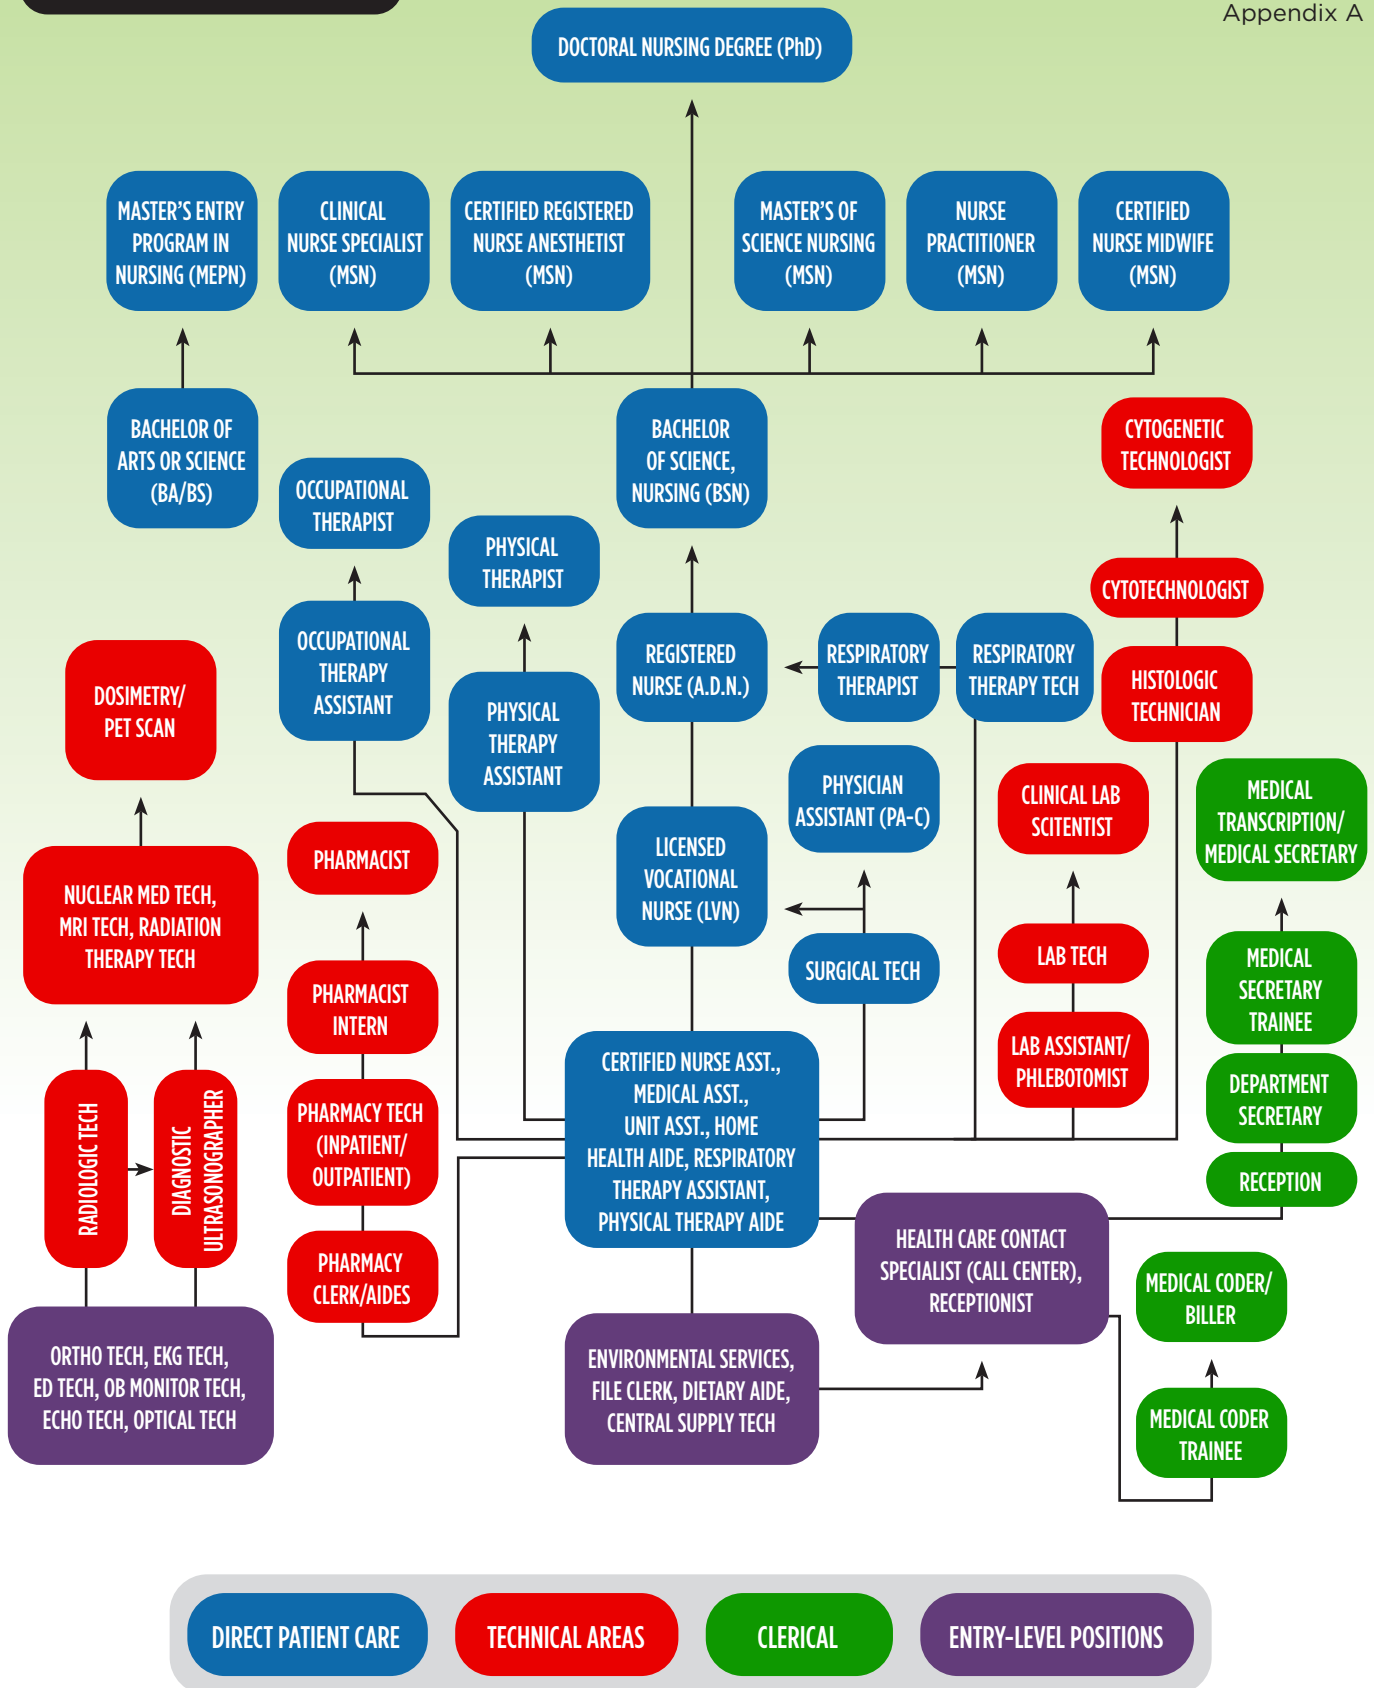 Appendix A
DOCTORAL NURSING DEGREE (PhD)
MASTER'S ENTRY
PROGRAM IN
NURSING (MEPN)
CLINICAL
NURSE SPECIALIST
(MSN)
CERTIFIED REGISTERED
NURSE ANESTHETIST
(MSN)
MASTER'S OF
SCIENCE NURSING
(MSN)
NURSE
PRACTITIONER
(MSN)
CERTIFIED
NURSE MIDWIFE
(MSN)
BACHELOR OF
ARTS OR SCIENCE
(BA/BS)
OCCUPATIONAL
THERAPIST
PHYSICAL
THERAPIST
BACHELOR
OF SCIENCE,
NURSING (BSN)
CYTOGENETIC
TECHNOLOGIST
CYTOTECHNOLOGIST
OCCUPATIONAL
THERAPY
ASSISTANT
PHYSICAL
THERAPY
ASSISTANT
REGISTERED
NURSE (A.D.N.)
RESPIRATORY
THERAPIST
RESPIRATORY
THERAPY TECH
HISTOLOGIC
TECHNICIAN
DOSIMETRY/
PET SCAN
PHYSICIAN
ASSISTANT (PA-C)
CLINICAL LAB
SCITENTIST
MEDICAL
TRANSCRIPTION/
MEDICAL SECRETARY
NUCLEAR MED TECH,
MRI TECH, RADIATION
THERAPY TECH
PHARMACIST
LICENSED
VOCATIONAL
NURSE (LVN)
SURGICAL TECH
LAB TECH
MEDICAL
SECRETARY
TRAINEE
PHARMACIST
INTERN
CERTIFIED NURSE ASST.,
MEDICAL ASST.,
UNIT ASST., HOME
HEALTH AIDE, RESPIRATORY
THERAPY ASSISTANT,
PHYSICAL THERAPY AIDE
LAB ASSISTANT/
PHLEBOTOMIST
DEPARTMENT
SECRETARY
RADIOLOGIC TECH
DIAGNOSTIC
ULTRASONOGRAPHER
PHARMACY TECH
(INPATIENT/
OUTPATIENT)
RECEPTION
PHARMACY
CLERK/AIDES
HEALTH CARE CONTACT
SPECIALIST (CALL CENTER),
RECEPTIONIST
MEDICAL CODER/
BILLER
ORTHO TECH, EKG TECH,
ED TECH, OB MONITOR TECH,
ECHO TECH, OPTICAL TECH
ENVIRONMENTAL SERVICES,
FILE CLERK, DIETARY AIDE,
CENTRAL SUPPLY TECH
MEDICAL CODER
TRAINEE
DIRECT PATIENT CARE
TECHNICAL AREAS
CLERICAL
ENTRY-LEVEL POSITIONS